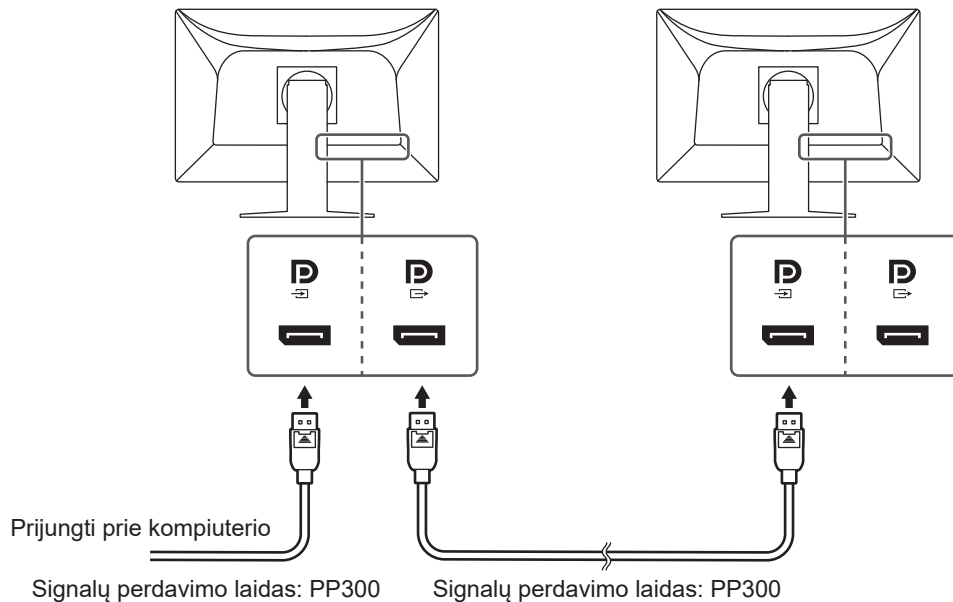 Prijungti prie kompiuterio
Signalų perdavimo laidas: PP300
Signalų perdavimo laidas: PP300